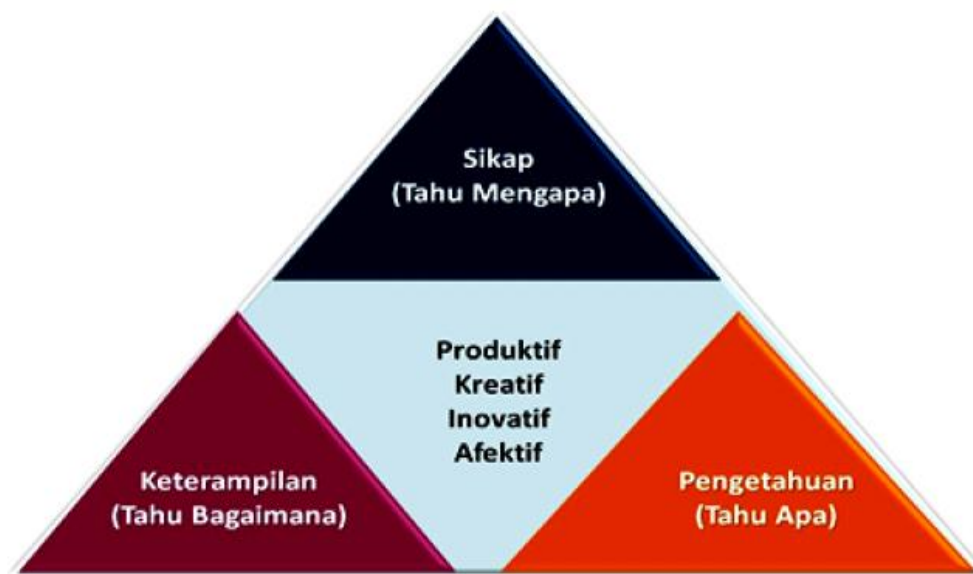 Sikap
(Tahu Mengapa)
Produktif
Kreatif
Inovatif
Afektif
Keterampilan
(Tahu Bagaimana)
Pengetahuan
(Tahu Apa)